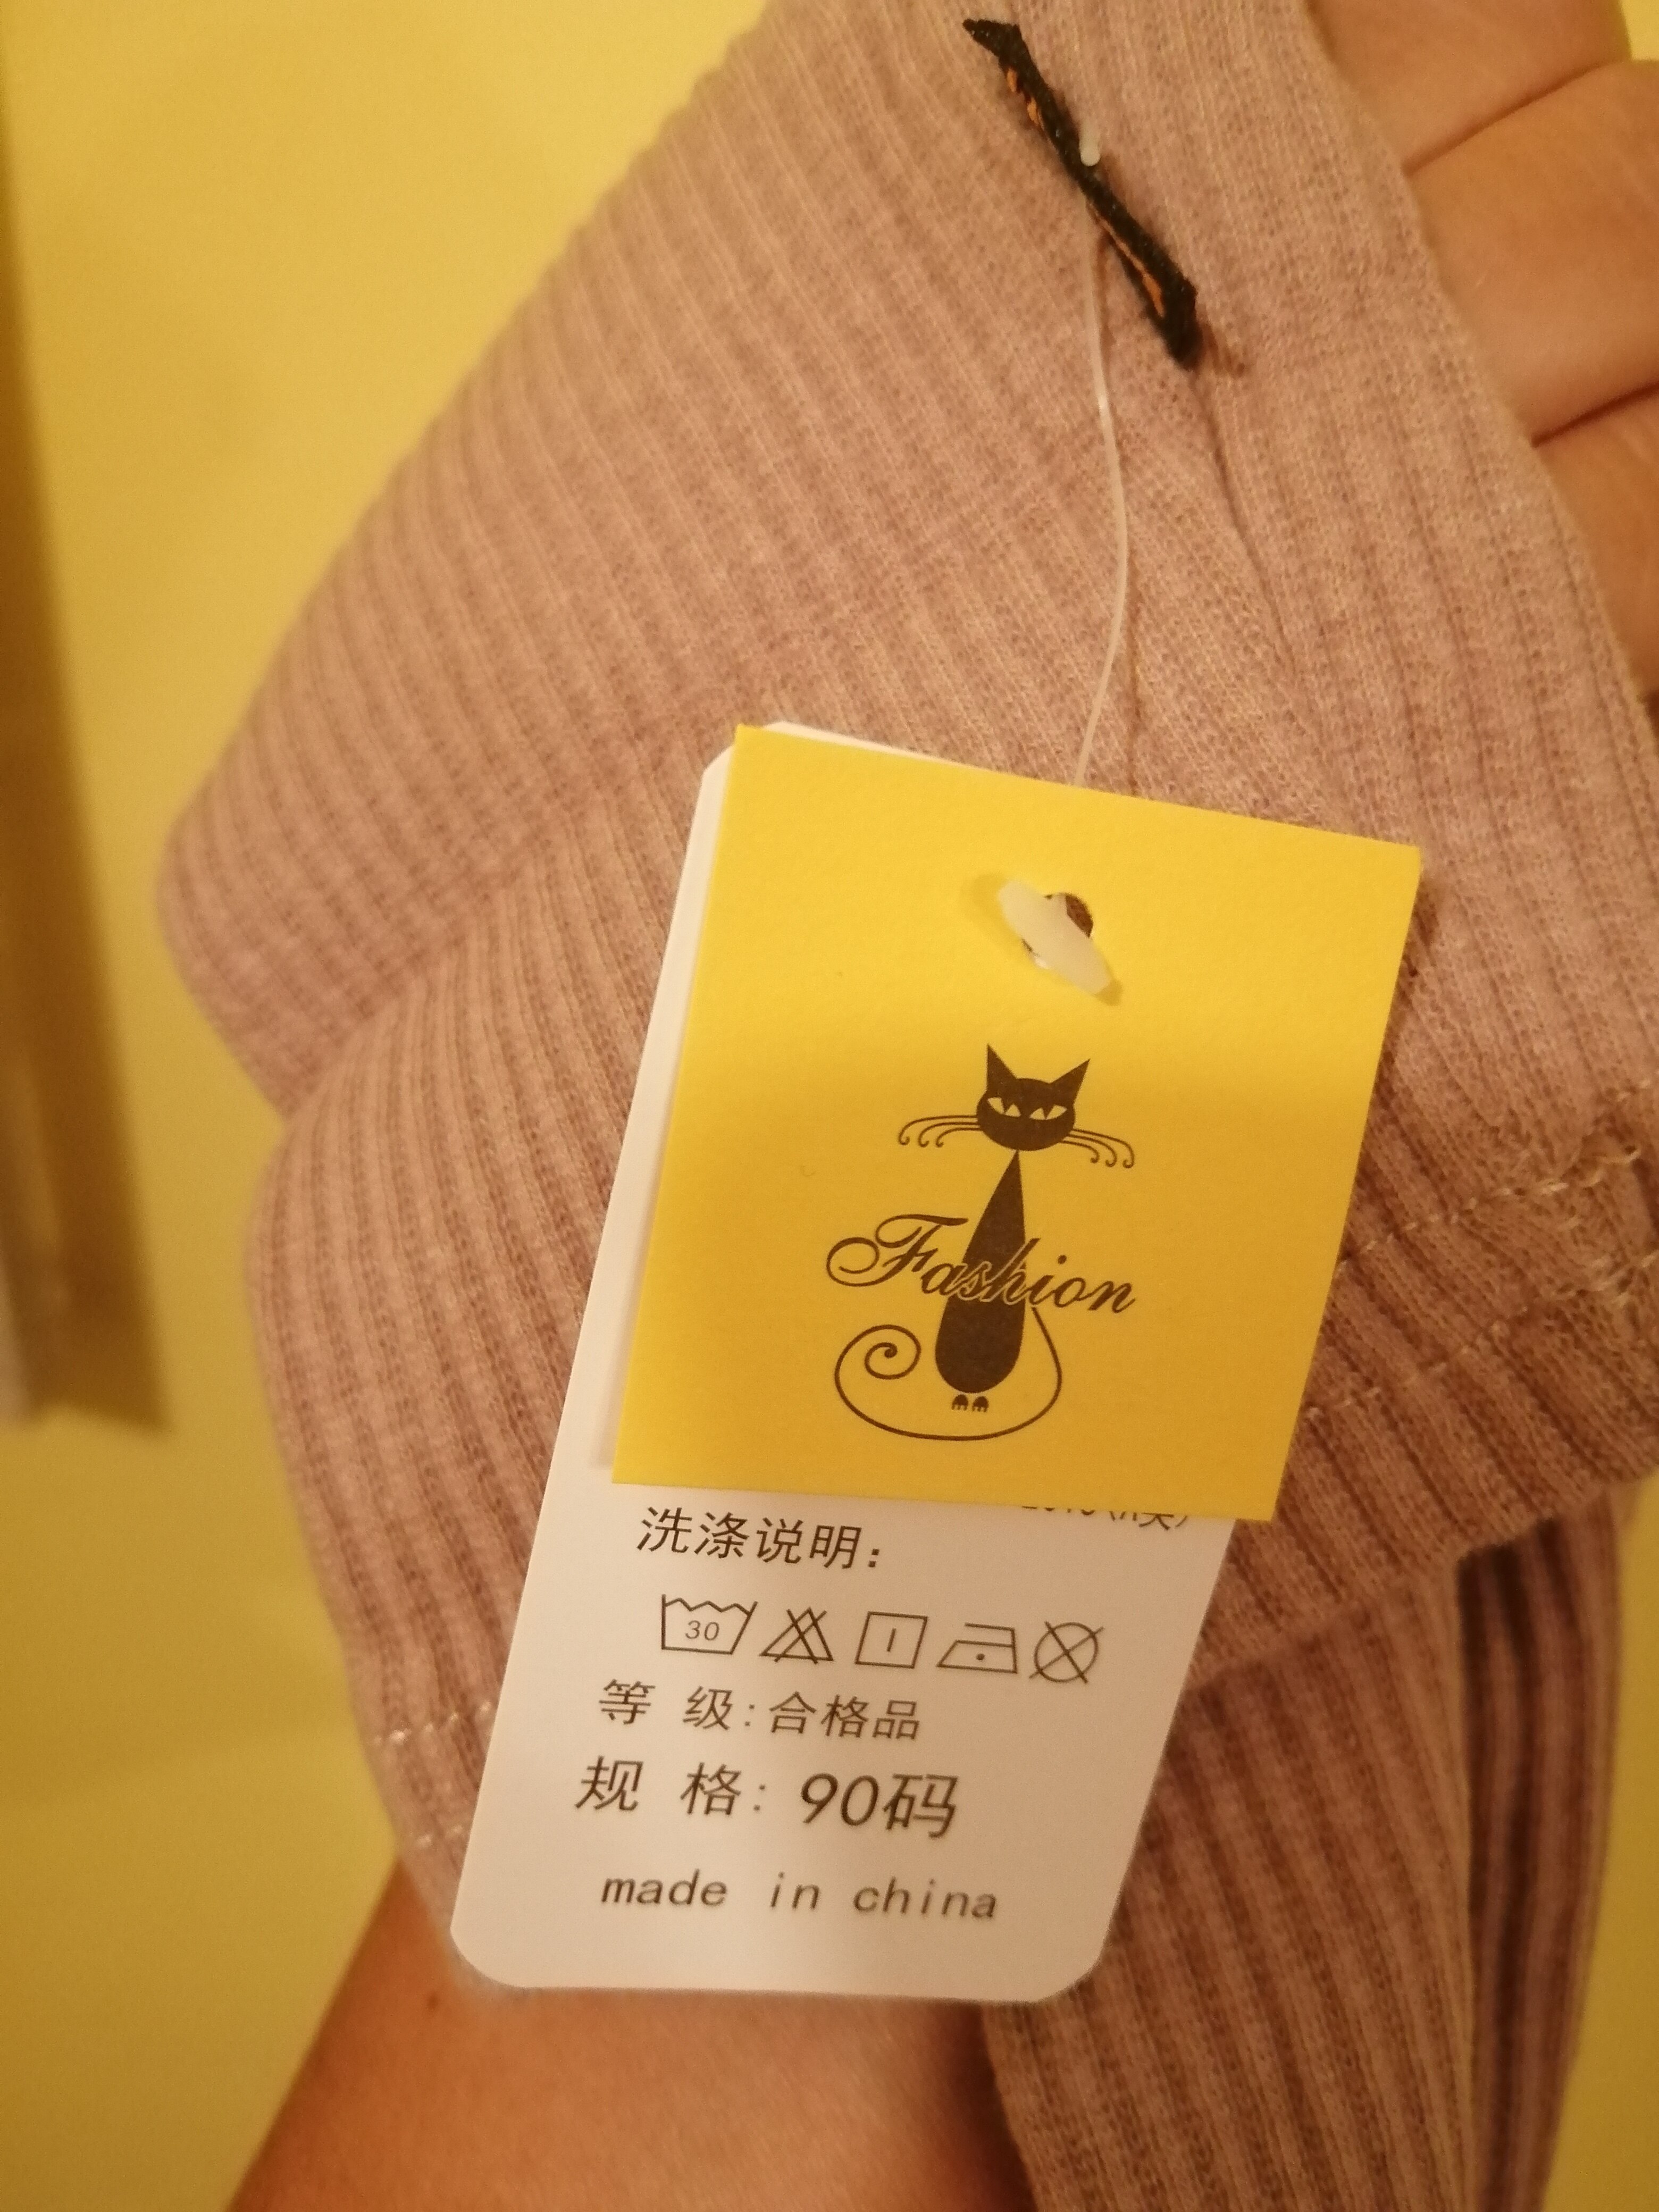 Fashion
洗涤说明：
30
等 级：合格品
规 格：90码
made in china